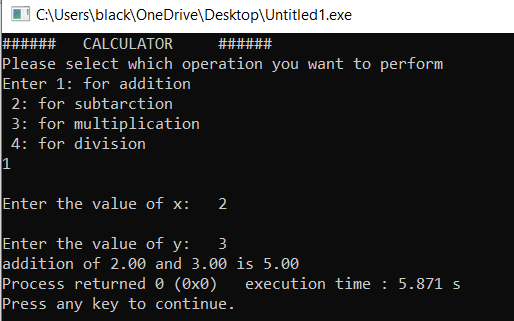 C:\Users\black\OneDrive\Desktop\Untitled1.exe
###### CALCULATOR ######
Please select which operation you want to perform
Enter 1: for addition
2: for subtarction
3: for multiplication
4: for division
1
Enter the value of x: 2
Enter the value of y: 3
addition of 2.00 and 3.00 is 5.00
Process returned 0 (0x0) execution time : 5.871 s
Press any key to continue.